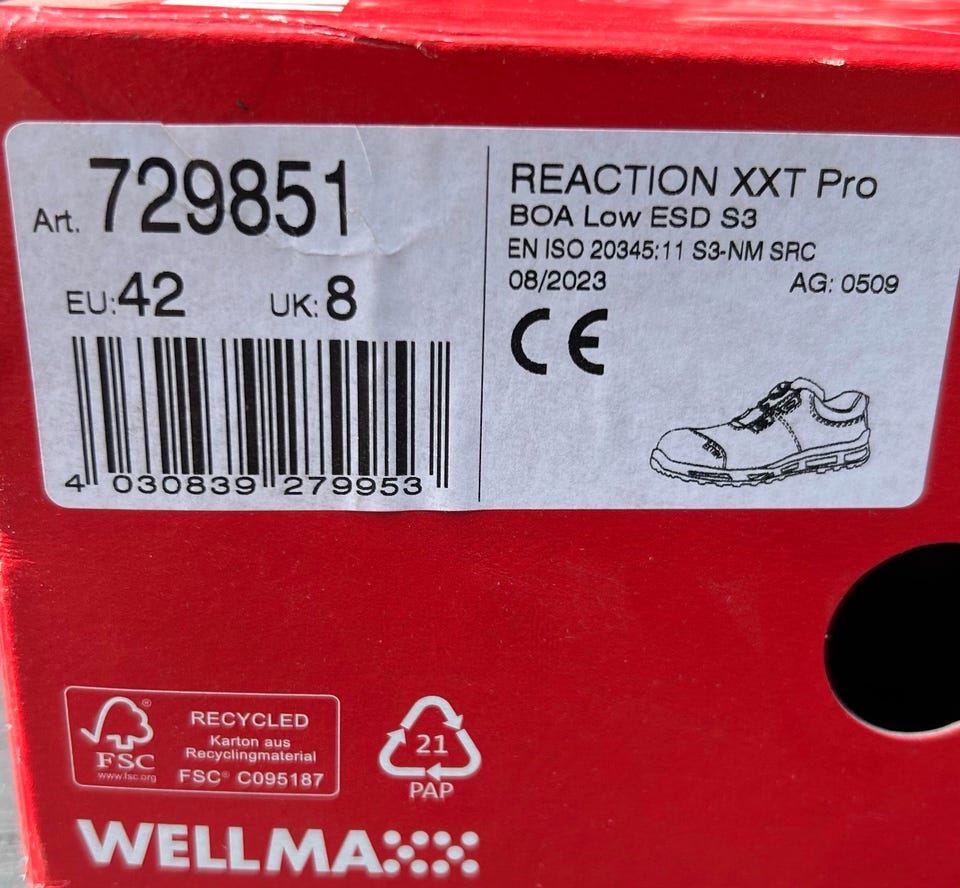 Art. 729851
EU: 42 UK: 8
4 030839 279953
REACTION XXT Pro
BOA Low ESD S3
EN ISO 20345:11 S3-NM SRC
08/2023 AG: 0509
CE
FSC®
www.fsc.org
RECYCLED
Karton aus
Recyclingmaterial
FSC® C095187
21
PAP
WELLMAXX